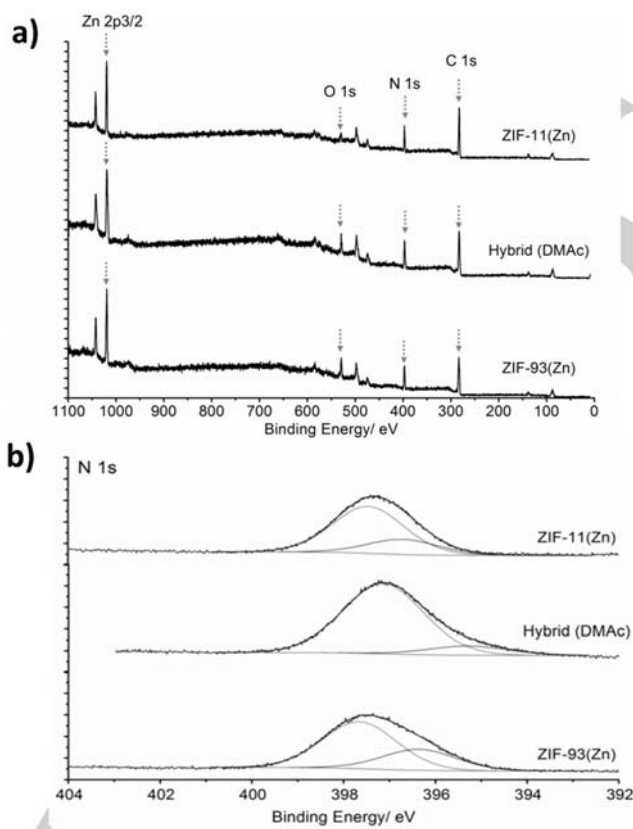 a)
Zn 2p3/2
O 1s
N 1s
C 1s
ZIF-11(Zn)
Hybrid (DMAc)
ZIF-93(Zn)
1100 1000 900 800 700 600 500 400 300 200 100 0
Binding Energy/ eV
b)
N 1s
ZIF-11(Zn)
Hybrid (DMAc)
ZIF-93(Zn)
404 402 400 398 396 394 392
Binding Energy/ eV